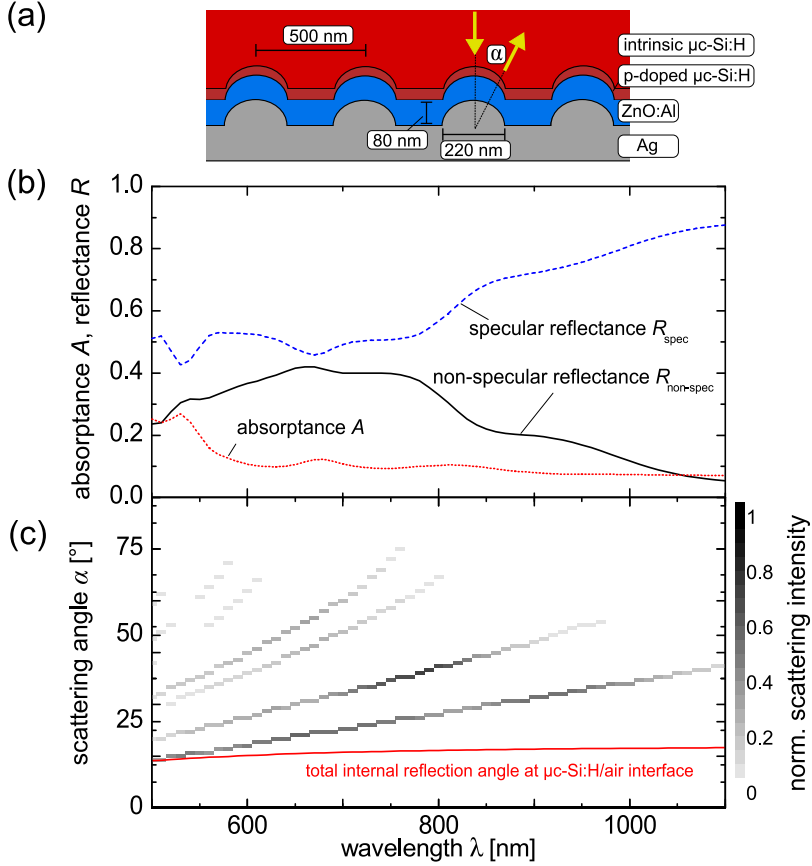 (a)
500 nm
α
intrinsic µc-Si:H
p-doped µc-Si:H
ZnO:Al
Ag
80 nm
220 nm
(b)
absorptance A, reflectance R
1.0
0.8
0.6
0.4
0.2
0.0
specular reflectance Rspec
non-specular reflectance Rnon-spec
absorptance A
(c)
scattering angle α [°]
75
50
25
0
total internal reflection angle at µc-Si:H/air interface
600
800
1000
wavelength λ [nm]
1
0.8
0.6
0.4
0.2
0
norm. scattering intensity